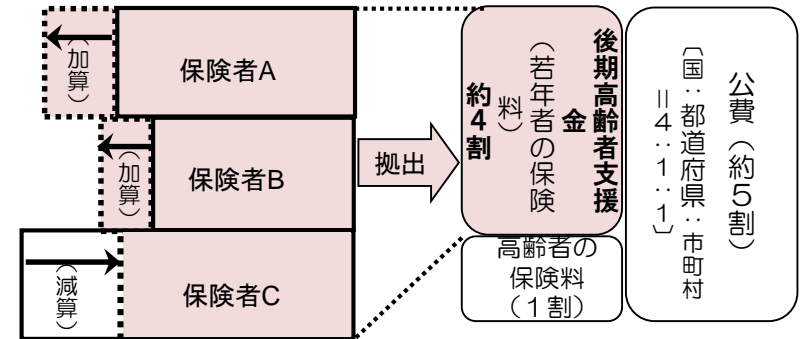 （加算）
保険者A
（加算）
保険者B
（減算）
保険者C
拠出
後期高齢者支援
金
（若年者の保険
料）
約４割
高齢者の
保険料
（１割）
公費（約５割）
〔国：都道府県：市町村
＝４：１：１〕